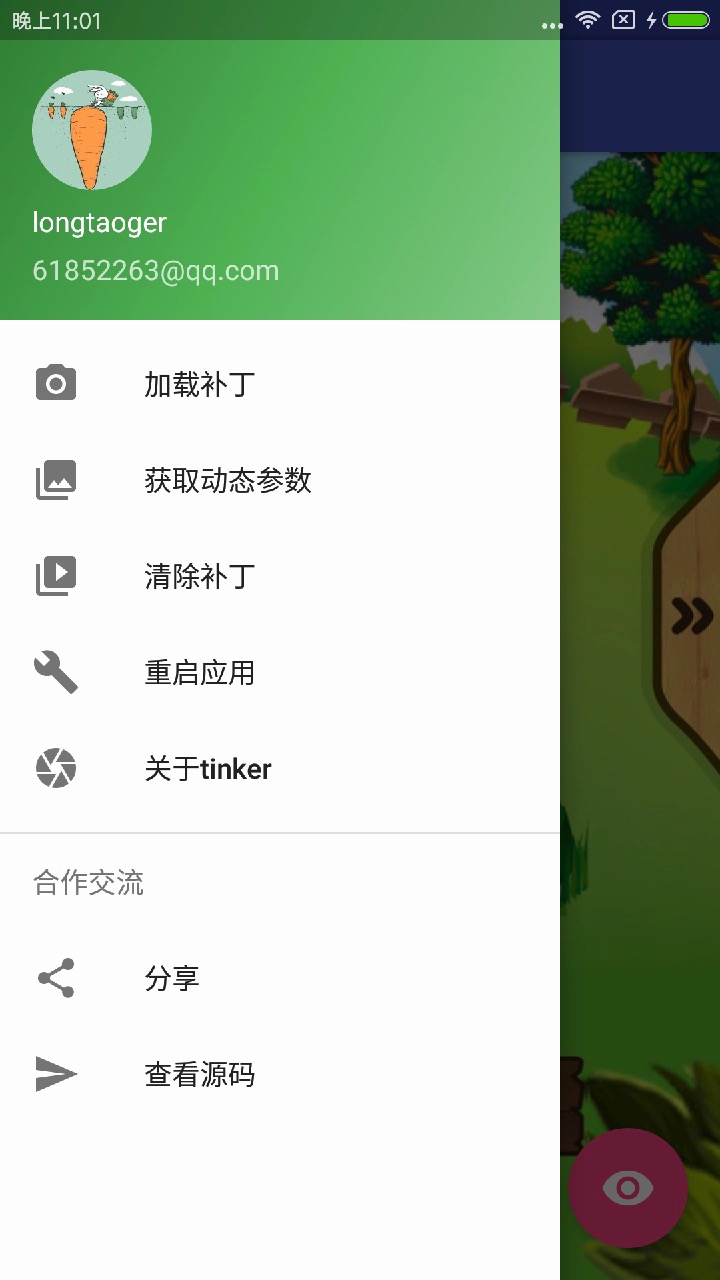 晚上11:01
longtaoger
61852263@qq.com
加载补丁
获取动态参数
清除补丁
重启应用
关于tinker
合作交流
分享
查看源码